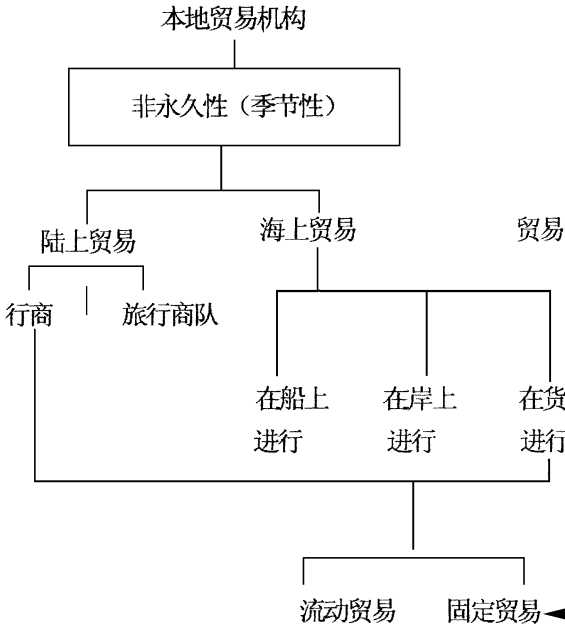 本地贸易机构
非永久性（季节性）
陆上贸易
海上贸易
贸易
行商
旅行商队
在船上
进行
在岸上
进行
在货
进行
流动贸易
固定贸易